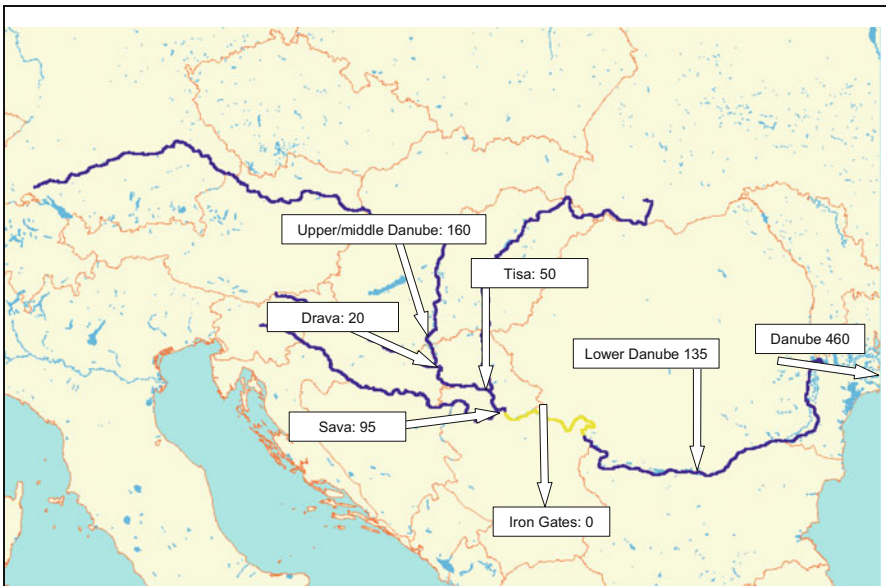 Upper/middle Danube: 160
Tisa: 50
Drava: 20
Lower Danube 135
Danube 460
Sava: 95
Iron Gates: 0